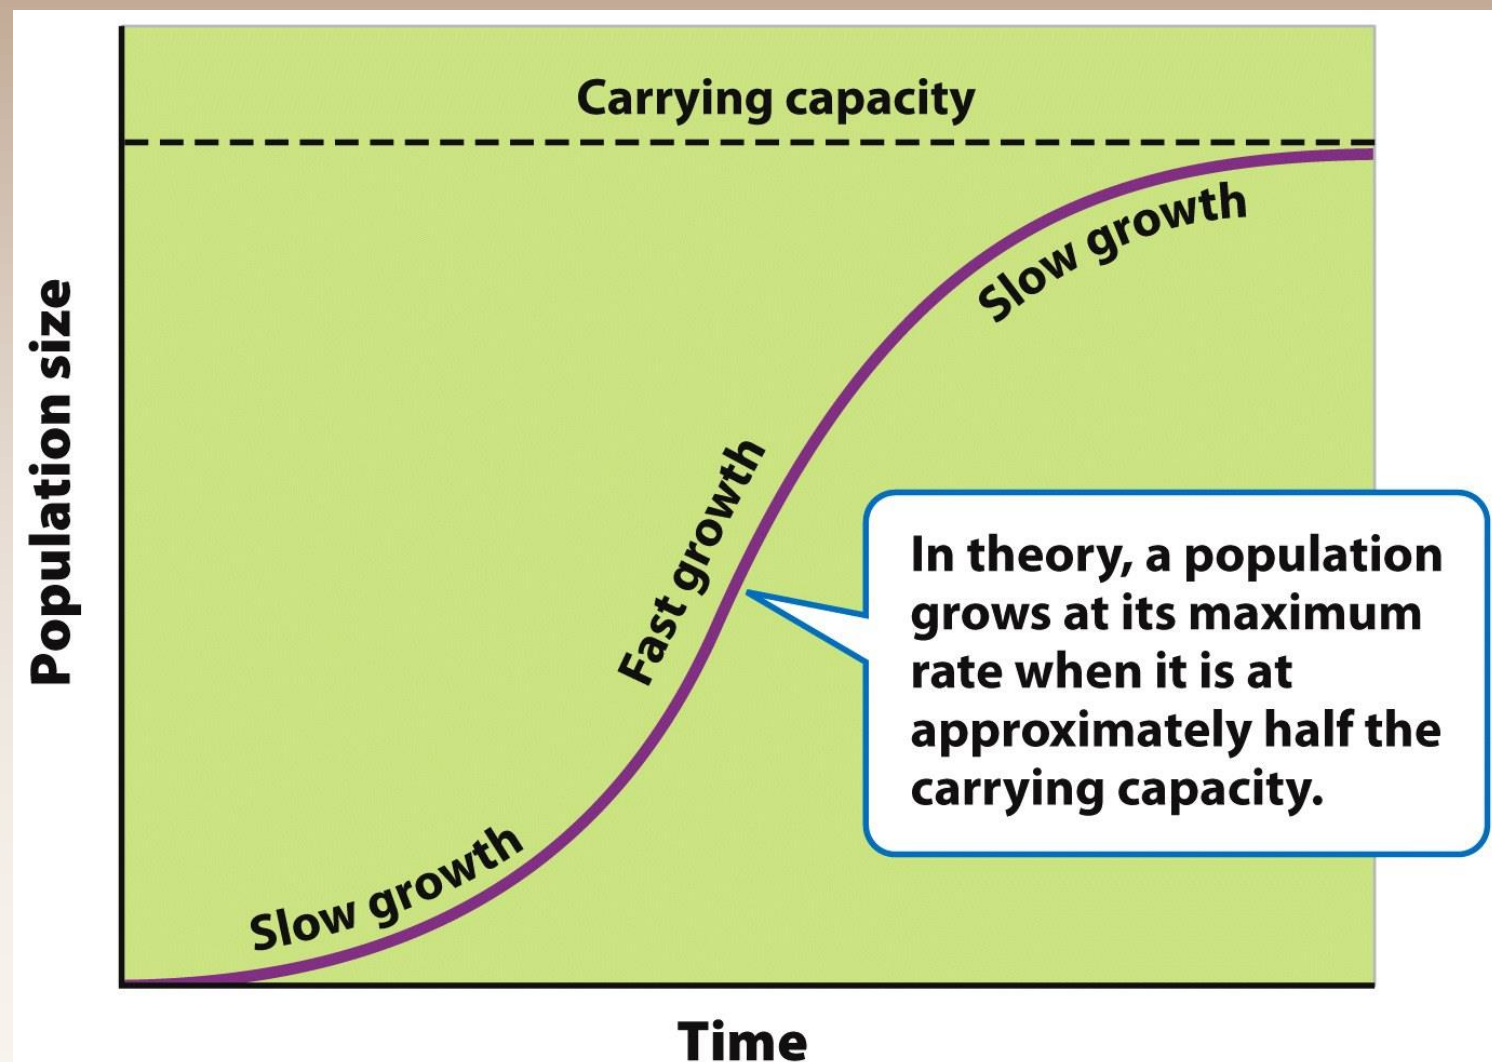 Carrying capacity
Slow growth
Fast growth
Slow growth
In theory, a population
grows at its maximum
rate when it is at
approximately half the
carrying capacity.
Population size
Time